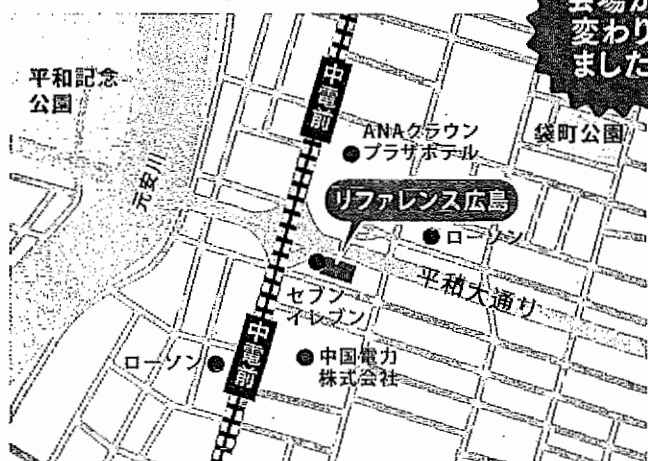 会場が
変わり
ました
平和記念
公園
中電前
ANAクラウン
プラザホテル
袋町公園
元安川
リファレンス広島
ローソン
セブン
イレブン
平和大通り
中電前
ローソン
中国電力
株式会社